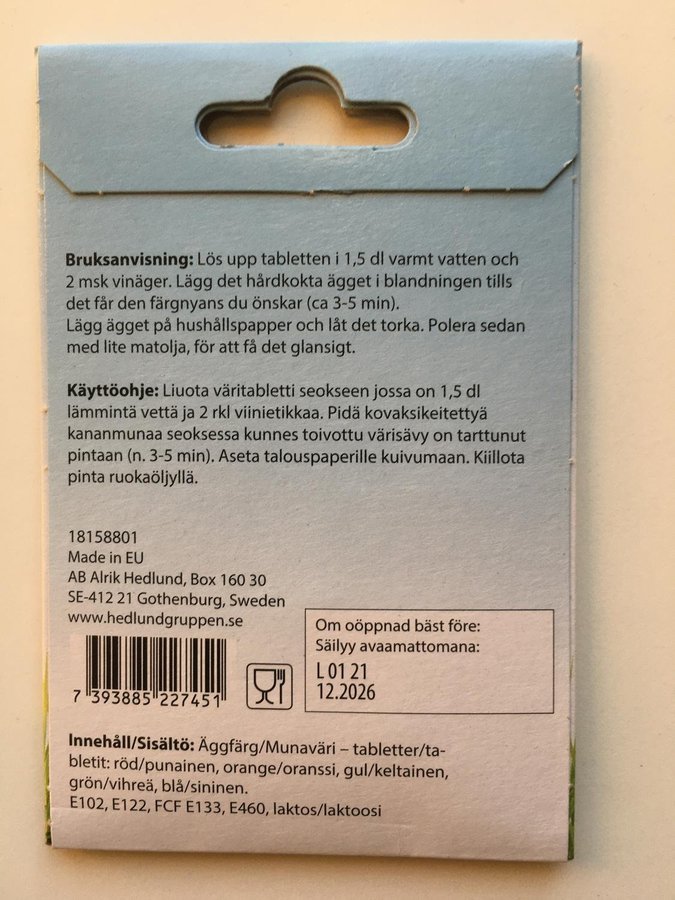 Bruksanvisning: Lös upp tabletten i 1,5 dl varmt vatten och
2 msk vinäger. Lägg det hårdkokta ägget i blandningen tills
det får den färgnyans du önskar (ca 3-5 min).
Lägg ägget på hushållspapper och låt det torka. Polera sedan
med lite matolja, för att få det glansigt.
Käyttöohje: Liuota väritabletti seokseen jossa on 1,5 dl
lämmintä vettä ja 2 rkl viinietikkaa. Pidä kovaksikeitettyä
kananmunaa seoksessa kunnes toivottu värisävy on tarttunut
pintaan (n. 3-5 min). Aseta talouspaperille kuivumaan. Kiillota
pinta ruokaöljyllä.
18158801
Made in EU
AB Alrik Hedlund, Box 160 30
SE-412 21 Gothenburg, Sweden
www.hedlundgruppen.se
Om oöppnad bäst före:
Säilyy avaamattomana:
L 01 21
12.2026
7 393885 227451
Innehåll/Sisältö: Äggfärg/Munaväri – tabletter/ta-
bletit: röd/punainen, orange/oranssi, gul/keltainen,
grön/vihreä, blå/sininen.
E102, E122, FCF E133, E460, laktos/laktoosi